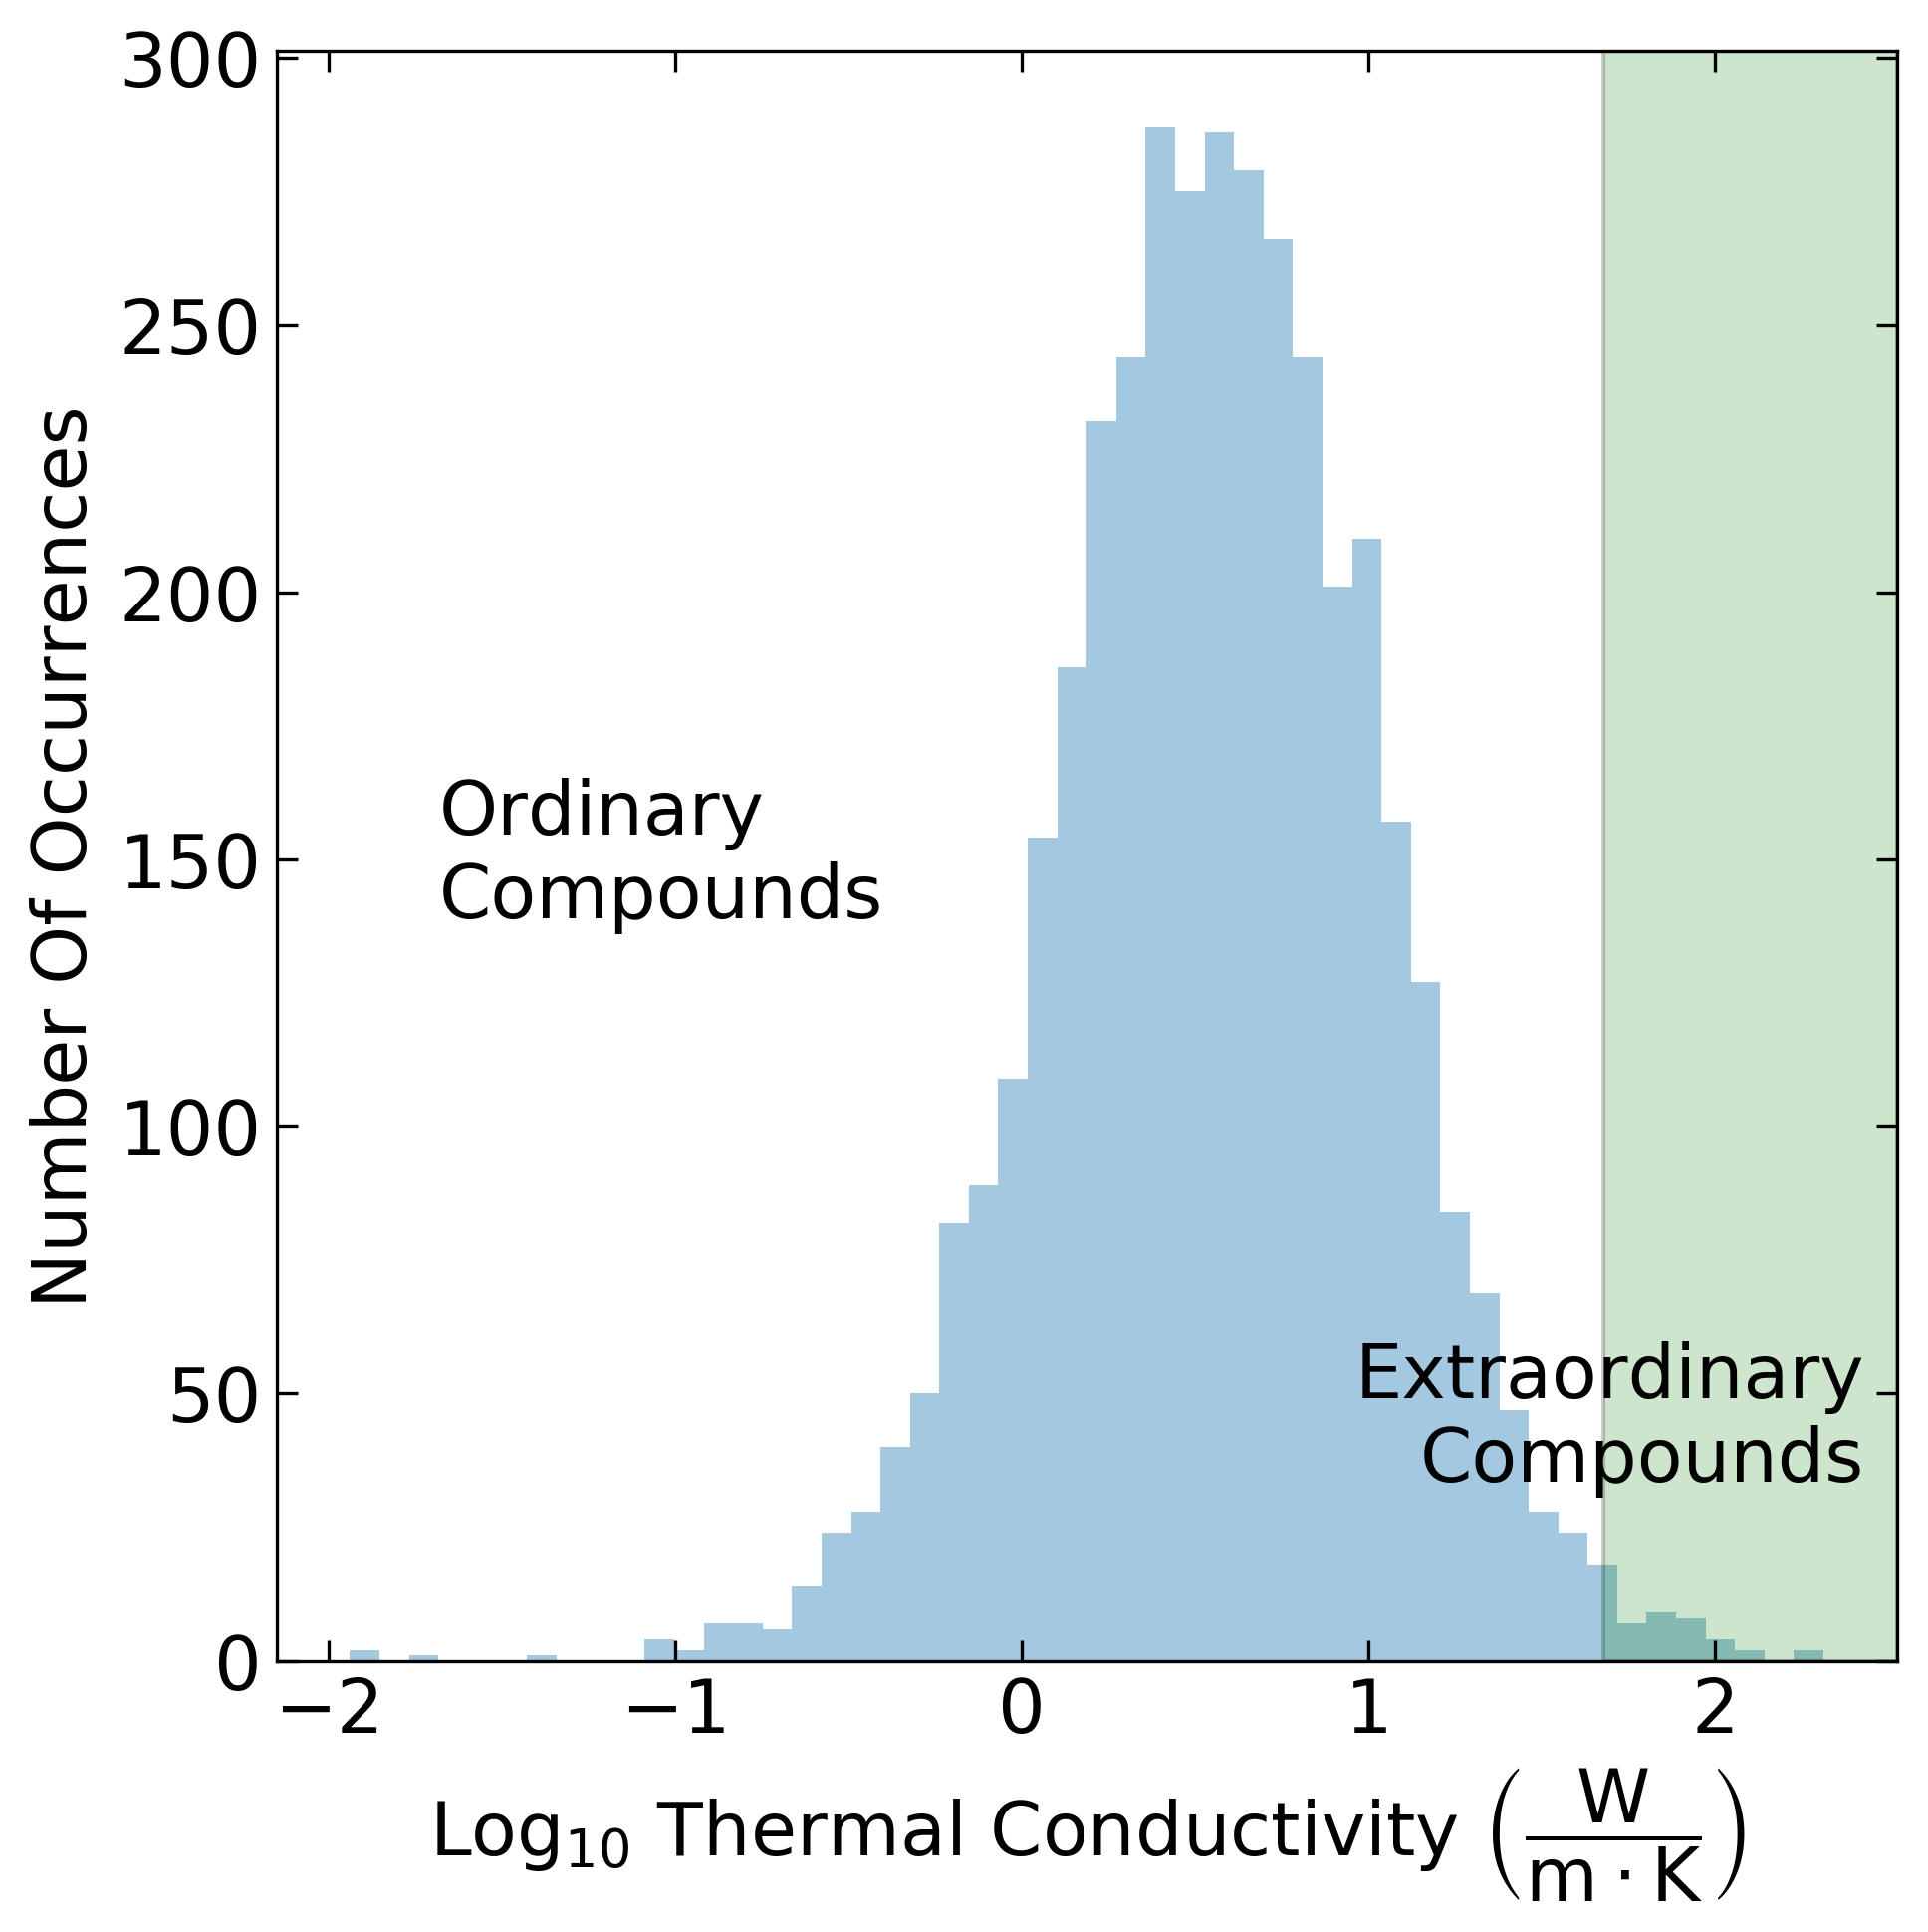 300
250
200
150
100
50
0
Number Of Occurrences
Ordinary
Compounds
Extraordinary
Compounds
−2 −1 0 1 2
Log₁₀ Thermal Conductivity (W/m · K)